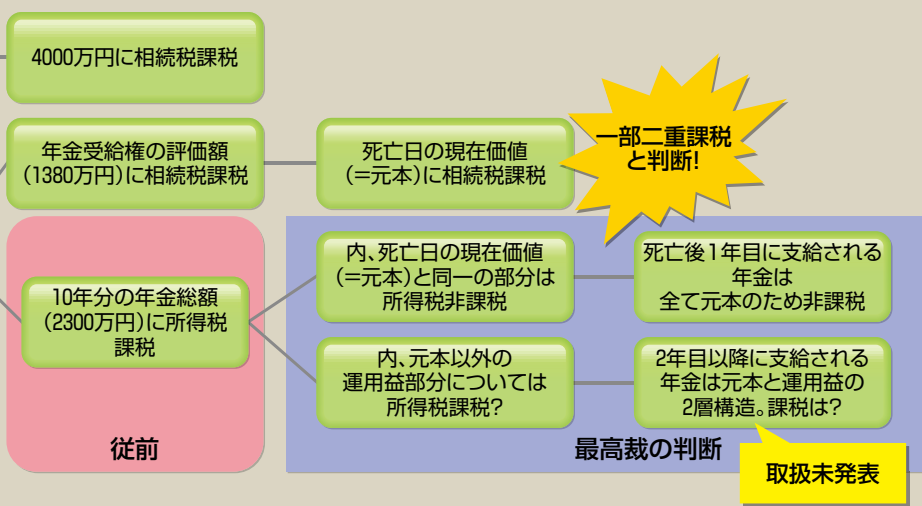 4000万円に相続税課税
年金受給権の評価額
(1380万円)に相続税課税
死亡日の現在価値
(=元本)に相続税課税
一部二重課税
と判断!
10年分の年金総額
(2300万円)に所得税
課税
従前
内、死亡日の現在価値
(=元本)と同一の部分は
所得税非課税
死亡後1年目に支給される
年金は
全て元本のため非課税
内、元本以外の
運用益部分については
所得税課税?
2年目以降に支給される
年金は元本と運用益の
2層構造。課税は?
最高裁の判断
取扱未発表